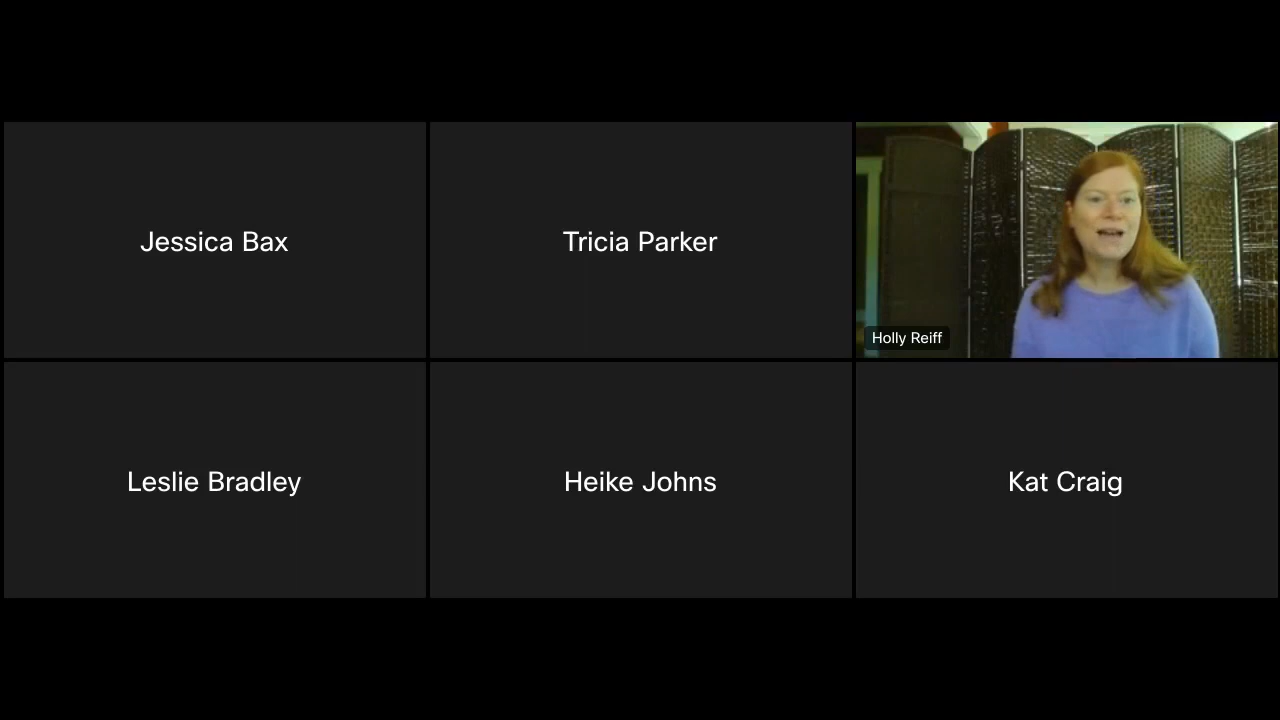 Jessica Bax
Tricia Parker
Holly Reiff
Leslie Bradley
Heike Johns
Kat Craig